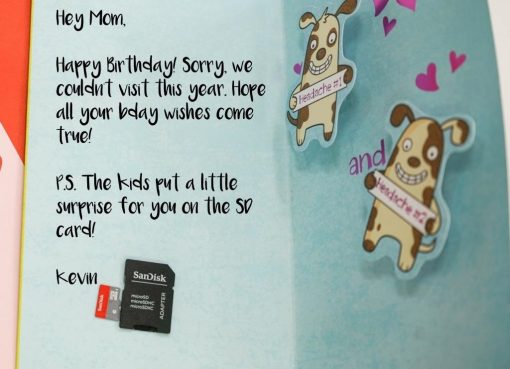 Hey Mom,
Happy Birthday! Sorry, we
couldn't visit this year. Hope
all your bday wishes come
true!
P.S. The kids put a little
surprise for you on the SD
card!
Kevin
SanDisk
microSD
microSDHC
microSDXC
ADAPTER
Headache #1
and
Headache #2